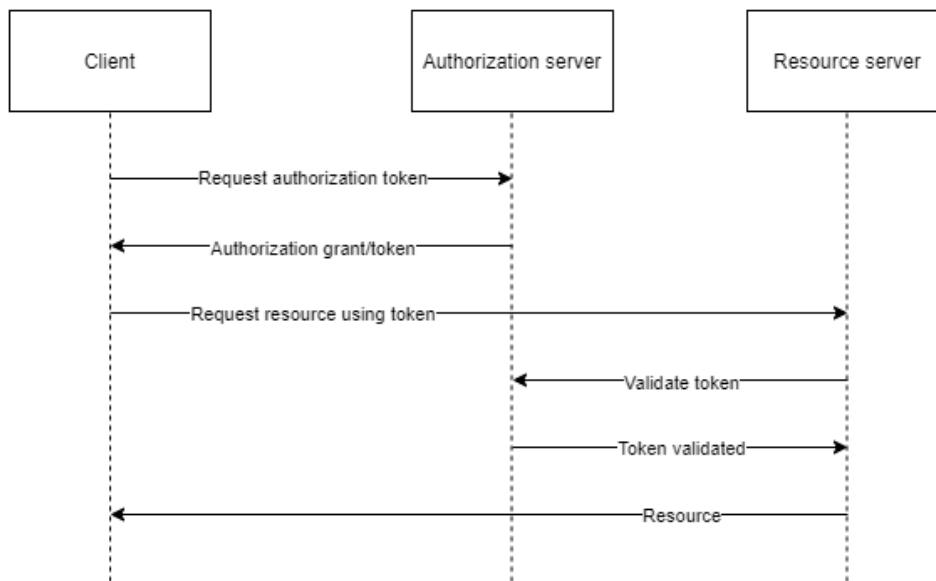 Client
Authorization server
Resource server
Request authorization token
Authorization grant/token
Request resource using token
Validate token
Token validated
Resource